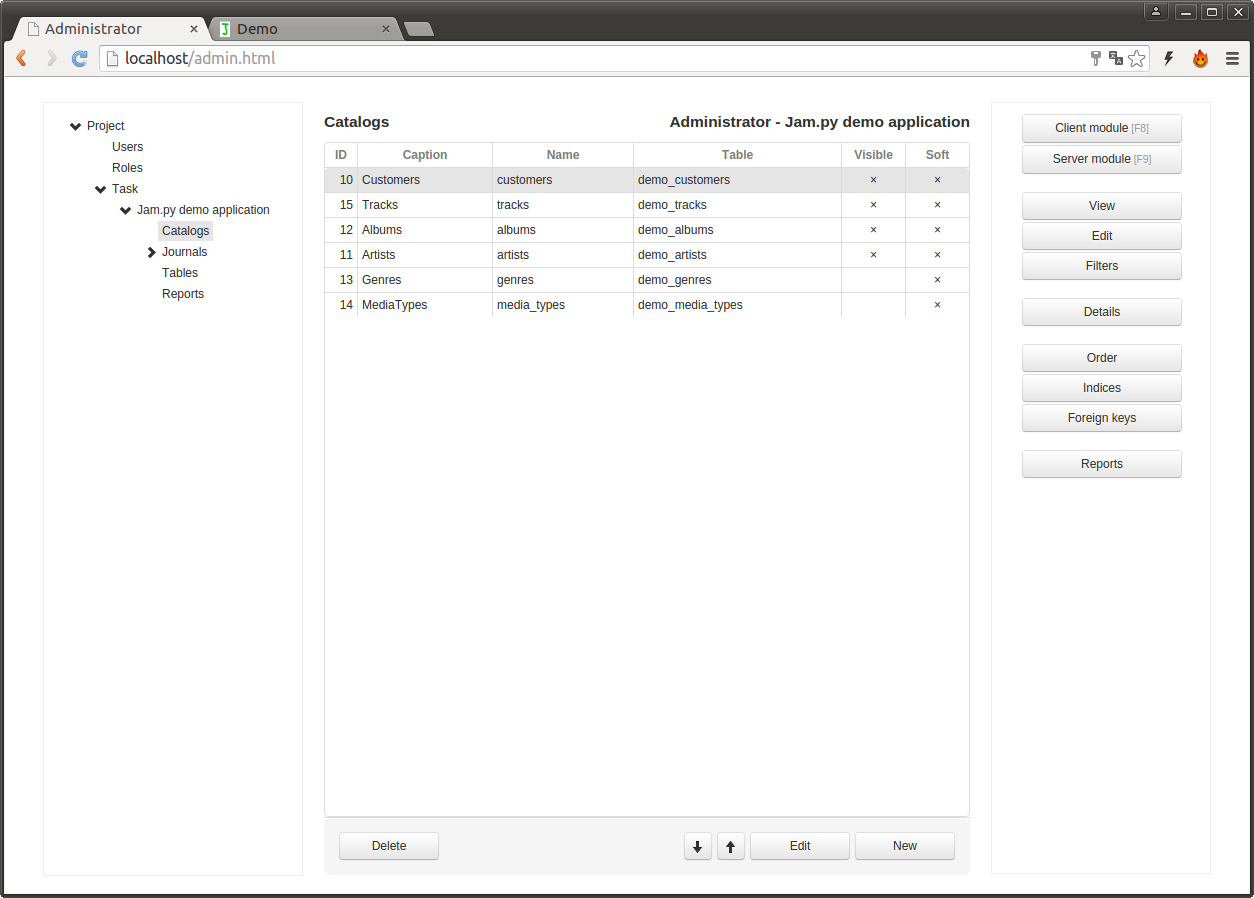 Administrator × Demo ×
localhost/admin.html
Project
Users
Roles
Task
Jam.py demo application
Catalogs
Journals
Tables
Reports
Catalogs Administrator - Jam.py demo application
ID Caption Name Table Visible Soft
10 Customers customers demo_customers × ×
15 Tracks tracks demo_tracks × ×
12 Albums albums demo_albums × ×
11 Artists artists demo_artists × ×
13 Genres genres demo_genres ×
14 MediaTypes media_types demo_media_types ×
Delete Edit New
Client module [F8]
Server module [F9]
View
Edit
Filters
Details
Order
Indices
Foreign keys
Reports